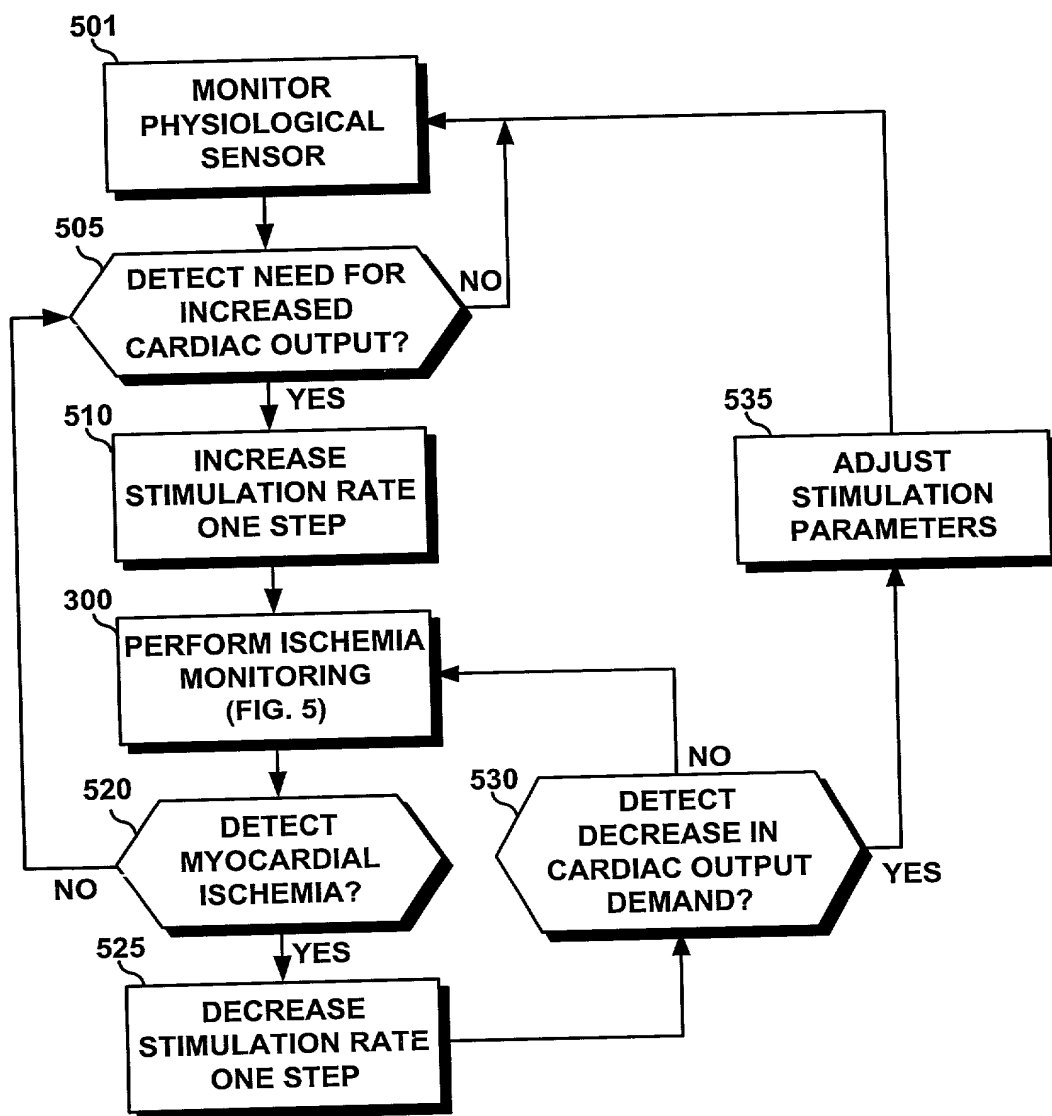 501
MONITOR
PHYSIOLOGICAL
SENSOR
505
DETECT NEED FOR
INCREASED
CARDIAC OUTPUT?
NO
YES
510
INCREASE
STIMULATION RATE
ONE STEP
535
ADJUST
STIMULATION
PARAMETERS
300
PERFORM ISCHEMIA
MONITORING
(FIG. 5)
520
DETECT
MYOCARDIAL
ISCHEMIA?
NO
YES
530
NO
DETECT
DECREASE IN
CARDIAC OUTPUT
DEMAND?
YES
525
DECREASE
STIMULATION RATE
ONE STEP